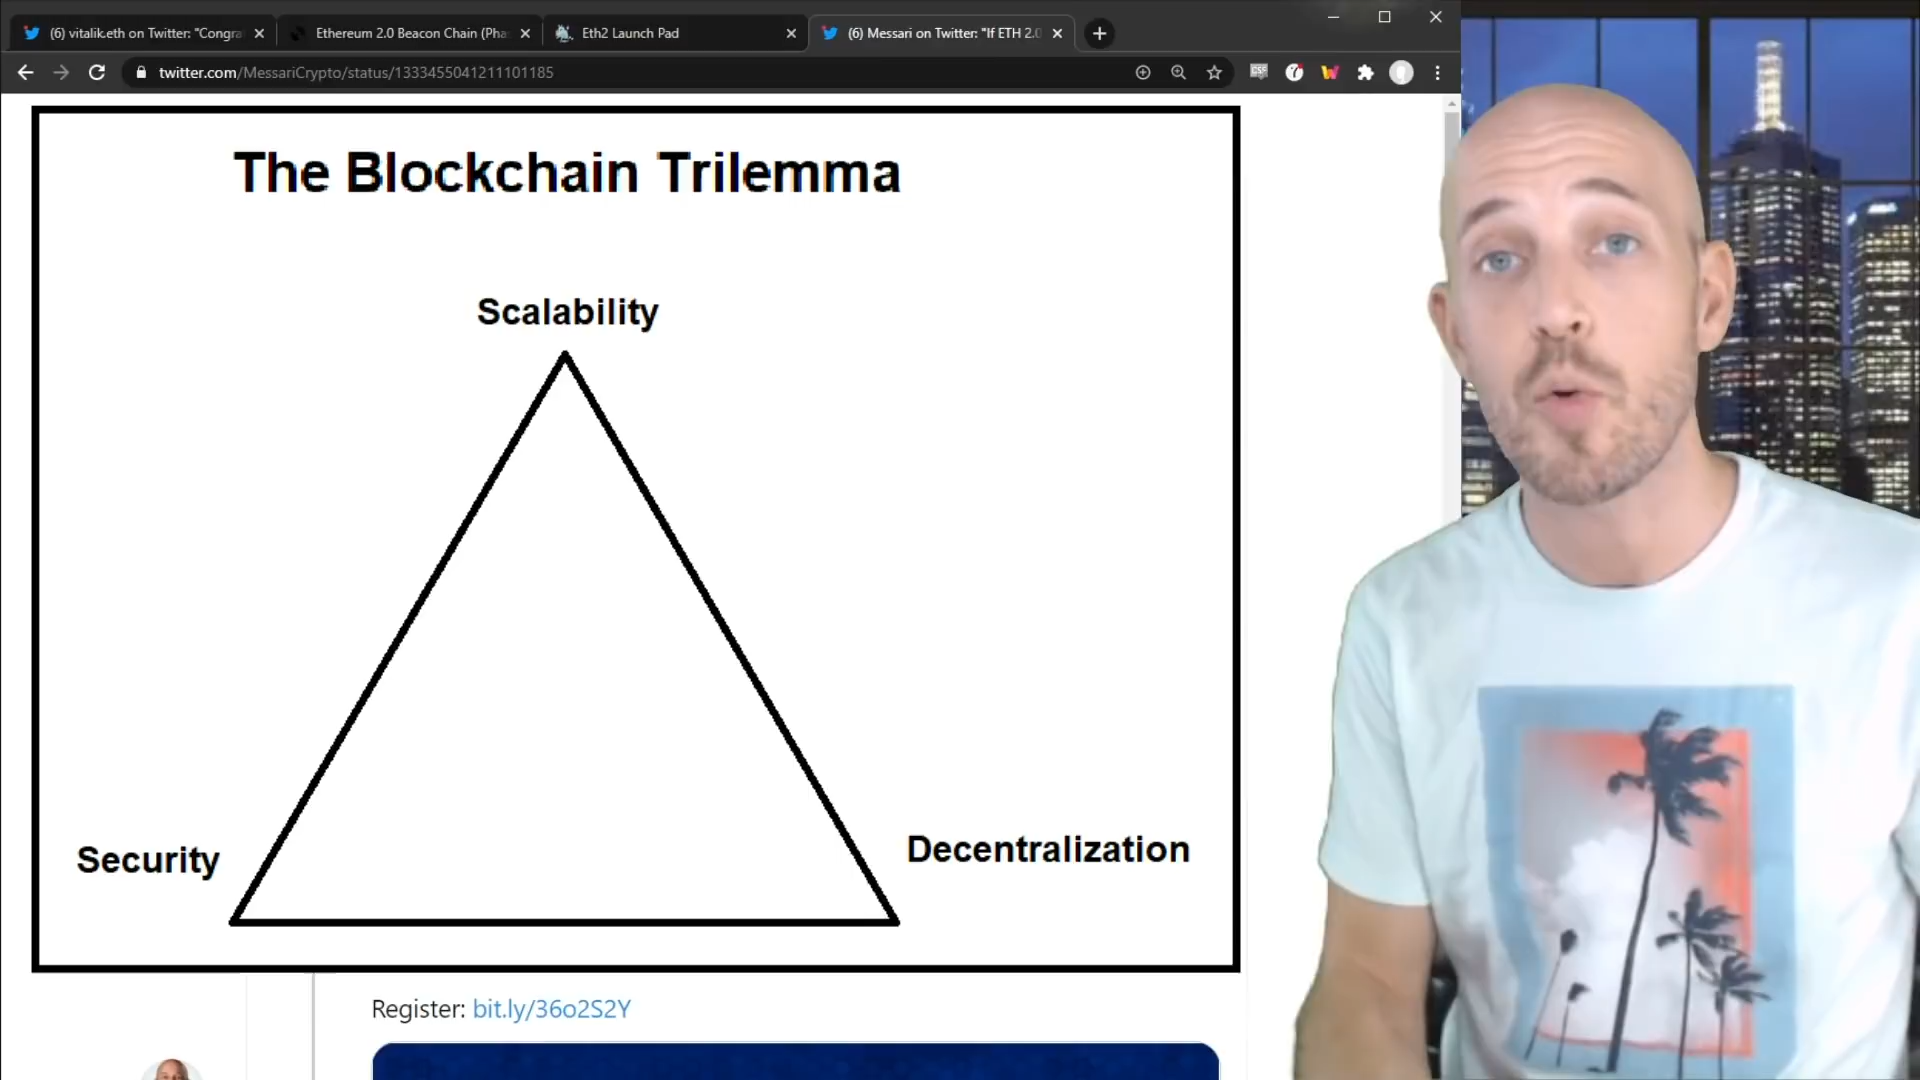 (6) vitalik.eth on Twitter: "Congra
Ethereum 2.0 Beacon Chain (Pha
Eth2 Launch Pad
(6) Messari on Twitter: "If ETH 2.0
twitter.com/MessariCrypto/status/1333455041211101185
The Blockchain Trilemma
Scalability
Security
Decentralization
Register: bit.ly/36o2S2Y